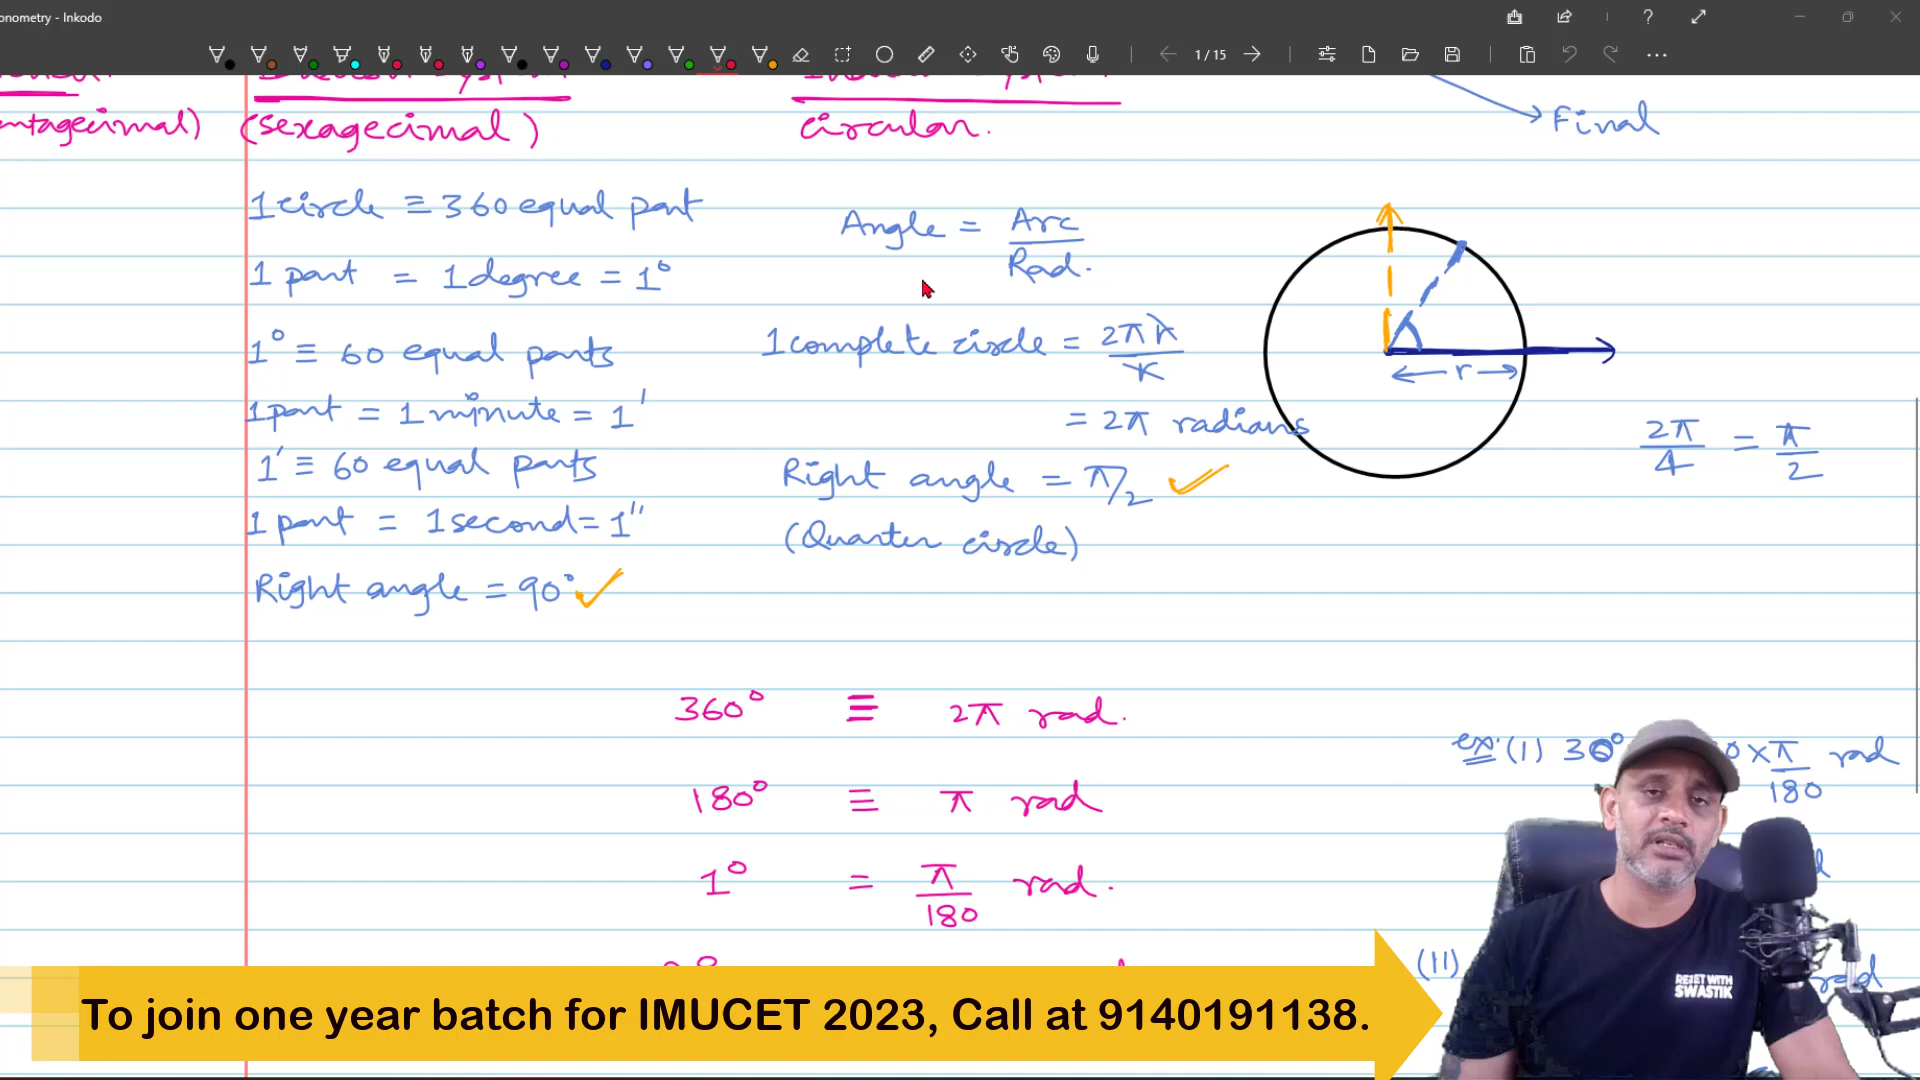 onometry - Inkodo
1 / 15
ntagecimal)
(sexagecimal)
circular.
Final
1 circle ≡ 360 equal part
1 part = 1 degree = 1°
1° ≡ 60 equal parts
1 part = 1 minute = 1'
1' ≡ 60 equal parts
1 part = 1 second = 1"
Right angle = 90°
Angle = Arc / Rad.
1 complete circle = 2πr / r
= 2π radians
Right angle = π/2
(Quarter circle)
r
2π/4 = π/2
360° ≡ 2π rad.
180° ≡ π rad
1° = π/180 rad.
ex: (I) 30° 0 × π/180 rad
(II)
rad
RESET WITH
SWASTIK
To join one year batch for IMUCET 2023, Call at 9140191138.